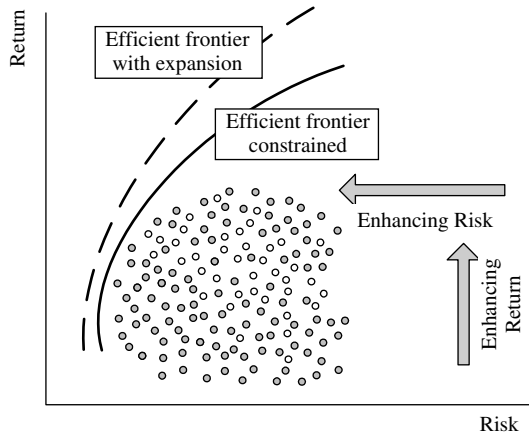 Return
Efficient frontier
with expansion
Efficient frontier
constrained
Enhancing Risk
Enhancing
Return
Risk